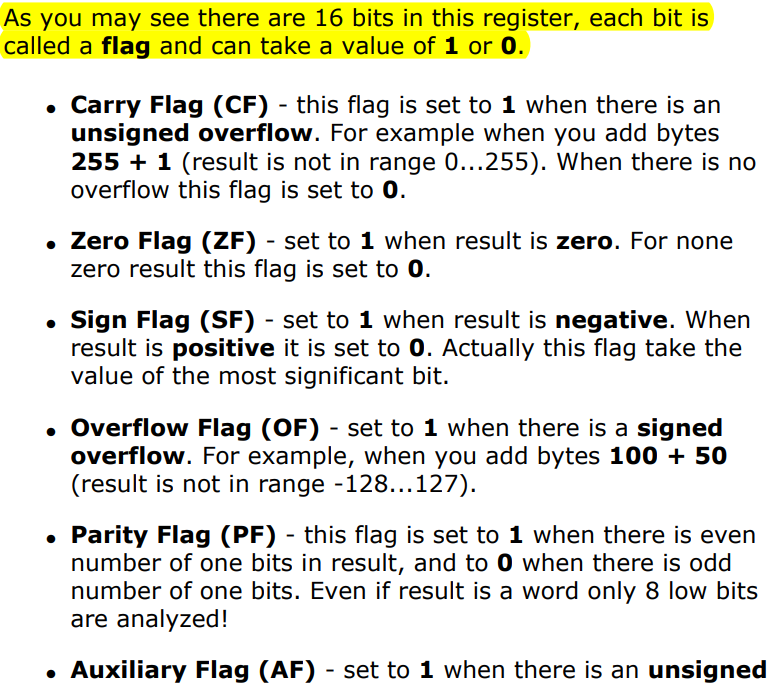 As you may see there are 16 bits in this register, each bit is
called a flag and can take a value of 1 or 0.
• Carry Flag (CF) - this flag is set to 1 when there is an
unsigned overflow. For example when you add bytes
255 + 1 (result is not in range 0...255). When there is no
overflow this flag is set to 0.
• Zero Flag (ZF) - set to 1 when result is zero. For none
zero result this flag is set to 0.
• Sign Flag (SF) - set to 1 when result is negative. When
result is positive it is set to 0. Actually this flag take the
value of the most significant bit.
• Overflow Flag (OF) - set to 1 when there is a signed
overflow. For example, when you add bytes 100 + 50
(result is not in range -128...127).
• Parity Flag (PF) - this flag is set to 1 when there is even
number of one bits in result, and to 0 when there is odd
number of one bits. Even if result is a word only 8 low bits
are analyzed!
• Auxiliary Flag (AF) - set to 1 when there is an unsigned